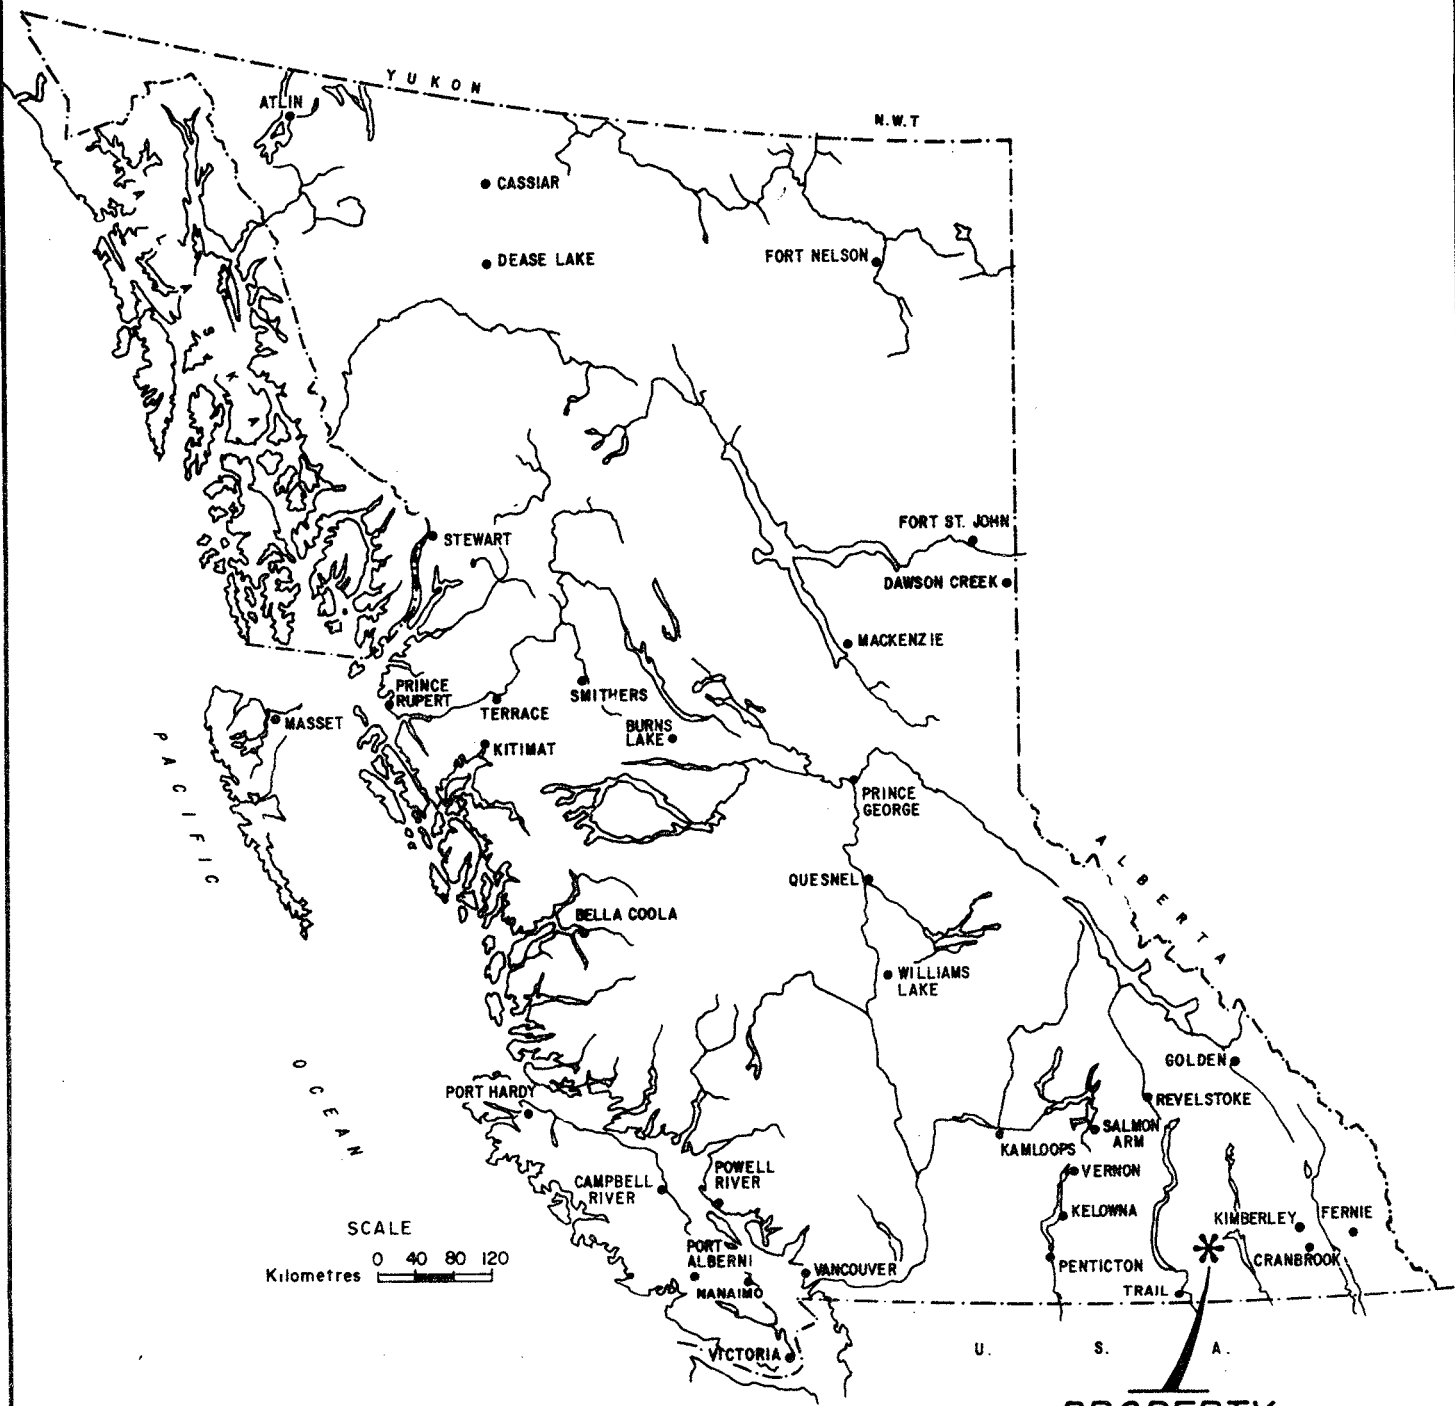 YUKON
N.W.T
ATLIN
CASSIAR
DEASE LAKE
FORT NELSON
ALASKA
STEWART
FORT ST. JOHN
DAWSON CREEK
MACKENZIE
PRINCE
RUPERT
TERRACE
SMITHERS
BURNS
LAKE
MASSET
KITIMAT
PACIFIC
PRINCE
GEORGE
ALBERTA
QUESNEL
BELLA COOLA
WILLIAMS
LAKE
OCEAN
GOLDEN
PORT HARDY
REVELSTOKE
SALMON
ARM
KAMLOOPS
POWELL
RIVER
VERNON
CAMPBELL
RIVER
KELOWNA
KIMBERLEY
FERNIE
SCALE
0 40 80 120
Kilometres
PORT
ALBERNI
CRANBROOK
PENTICTON
VANCOUVER
NANAIMO
TRAIL
VICTORIA
U. S. A.
PROPERTY